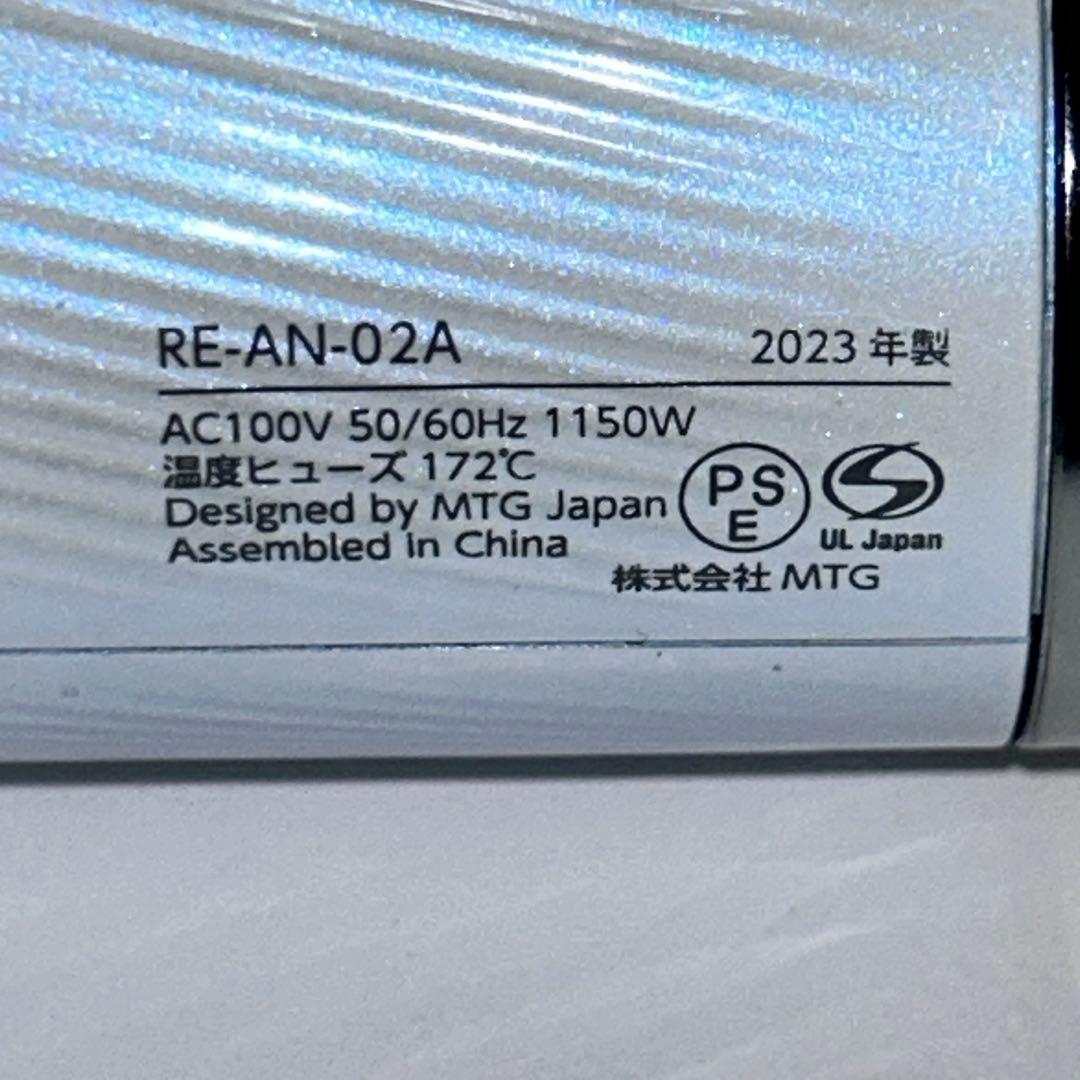 RE-AN-02A 2023 年製
AC100V 50/60Hz 1150W
温度ヒューズ 172℃
Designed by MTG Japan
Assembled in China
PS
E
UL Japan
株式会社 MTG